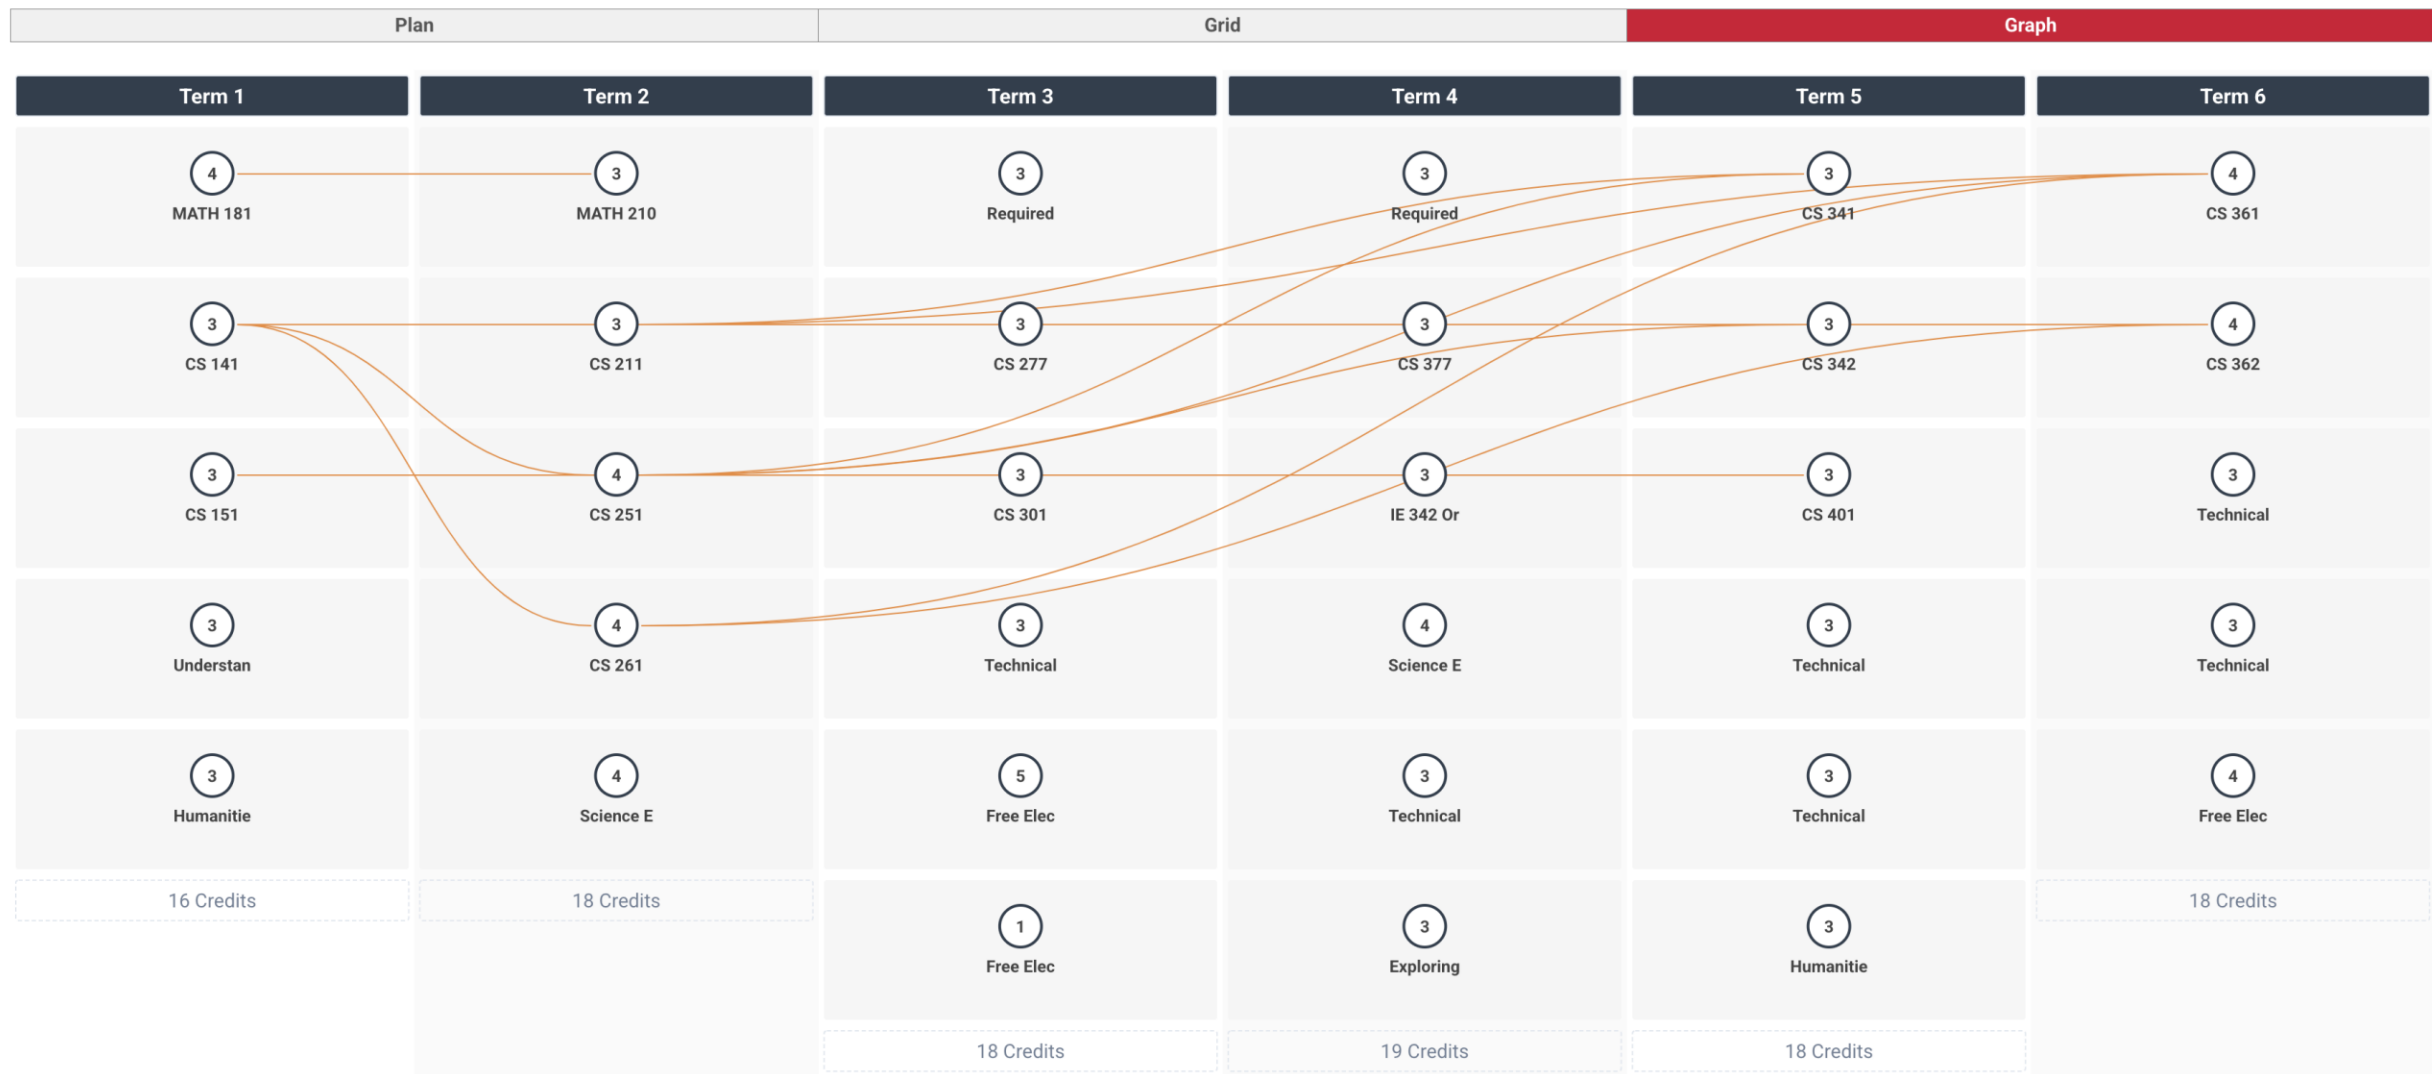 Plan Grid Graph
Term 1 Term 2 Term 3 Term 4 Term 5 Term 6
4 3 3 3 3 4
MATH 181 MATH 210 Required Required CS 341 CS 361
3 3 3 3 3 4
CS 141 CS 211 CS 277 CS 377 CS 342 CS 362
3 4 3 3 3 3
CS 151 CS 251 CS 301 IE 342 Or CS 401 Technical
3 4 3 4 3 3
Understan CS 261 Technical Science E Technical Technical
3 4 5 3 3 4
Humanitie Science E Free Elec Technical Technical Free Elec
16 Credits 18 Credits 18 Credits
1 3 3
Free Elec Exploring Humanitie
18 Credits 19 Credits 18 Credits